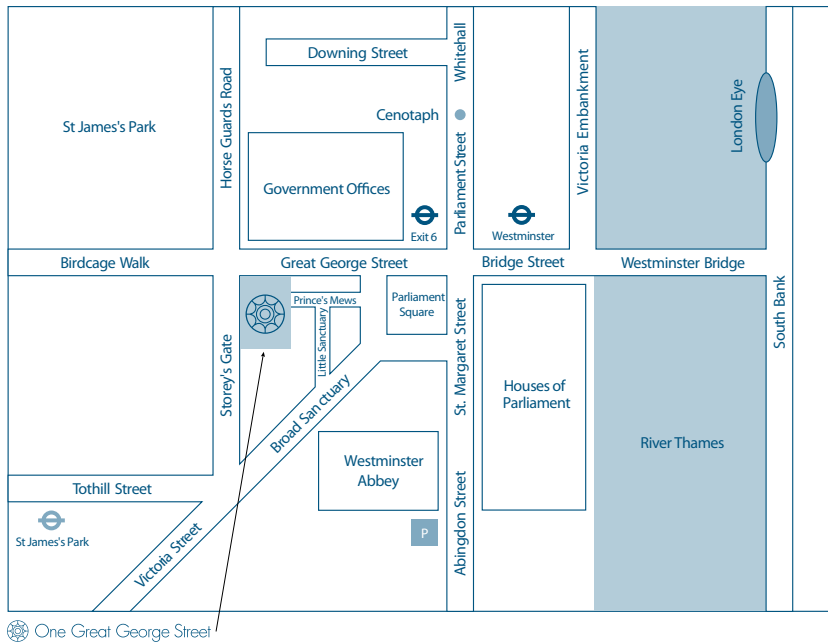 Downing Street
Whitehall
Horse Guards Road
St James's Park
Cenotaph
Parliament Street
Victoria Embankment
London Eye
Government Offices
Exit 6
Westminster
Birdcage Walk
Great George Street
Bridge Street
Westminster Bridge
South Bank
Prince's Mews
Parliament
Square
Little Sanctuary
Storey's Gate
St. Margaret Street
Broad Sanctuary
Houses of
Parliament
River Thames
Westminster
Abbey
Tothill Street
Abingdon Street
P
St James's Park
Victoria Street
One Great George Street